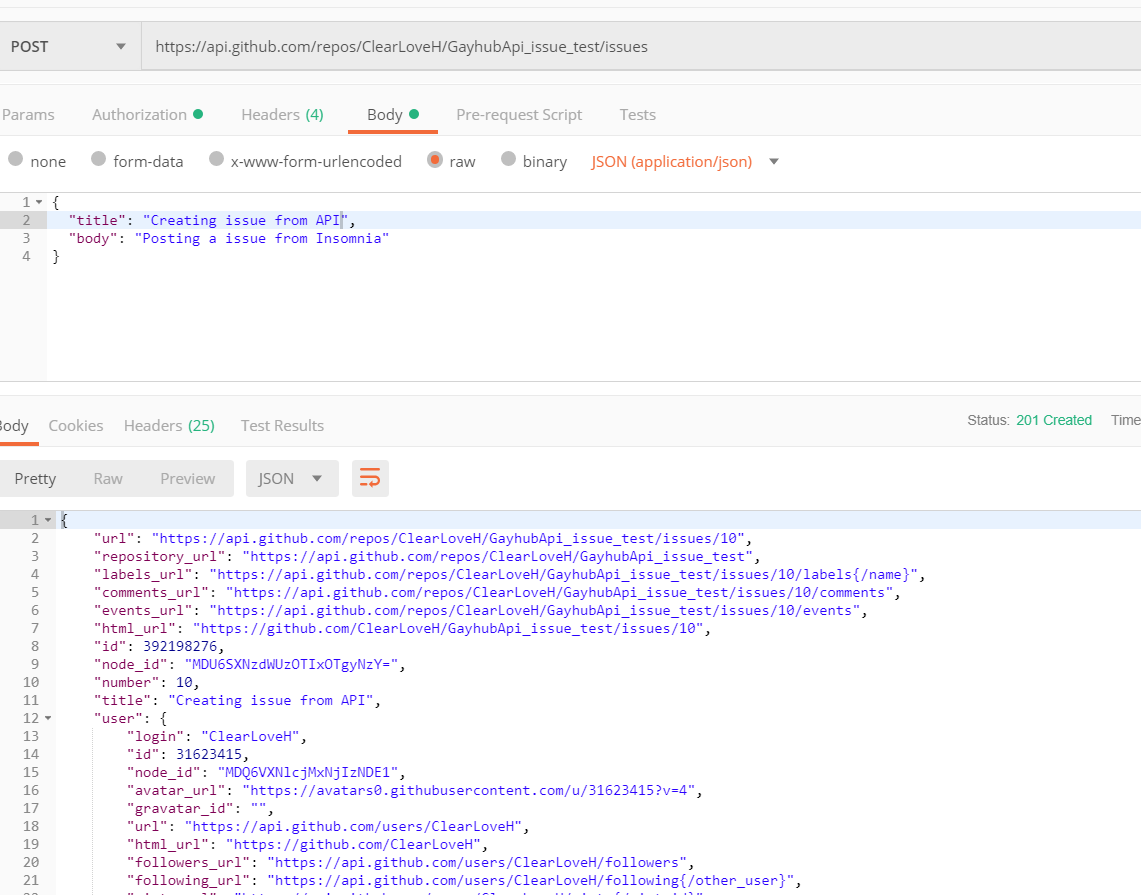 POST https://api.github.com/repos/ClearLoveH/GayhubApi_issue_test/issues
Params Authorization Headers (4) Body Pre-request Script Tests
none form-data x-www-form-urlencoded raw binary JSON (application/json)
1 {
2 "title": "Creating issue from API",
3 "body": "Posting a issue from Insomnia"
4 }
Body Cookies Headers (25) Test Results Status: 201 Created Time
Pretty Raw Preview JSON
1 {
2 "url": "https://api.github.com/repos/ClearLoveH/GayhubApi_issue_test/issues/10",
3 "repository_url": "https://api.github.com/repos/ClearLoveH/GayhubApi_issue_test",
4 "labels_url": "https://api.github.com/repos/ClearLoveH/GayhubApi_issue_test/issues/10/labels{/name}",
5 "comments_url": "https://api.github.com/repos/ClearLoveH/GayhubApi_issue_test/issues/10/comments",
6 "events_url": "https://api.github.com/repos/ClearLoveH/GayhubApi_issue_test/issues/10/events",
7 "html_url": "https://github.com/ClearLoveH/GayhubApi_issue_test/issues/10",
8 "id": 392198276,
9 "node_id": "MDU6SXNzdWUzOTIxOTgyNzY=",
10 "number": 10,
11 "title": "Creating issue from API",
12 "user": {
13 "login": "ClearLoveH",
14 "id": 31623415,
15 "node_id": "MDQ6VXNlcjMxNjIzNDE1",
16 "avatar_url": "https://avatars0.githubusercontent.com/u/31623415?v=4",
17 "gravatar_id": "",
18 "url": "https://api.github.com/users/ClearLoveH",
19 "html_url": "https://github.com/ClearLoveH",
20 "followers_url": "https://api.github.com/users/ClearLoveH/followers",
21 "following_url": "https://api.github.com/users/ClearLoveH/following{/other_user}",